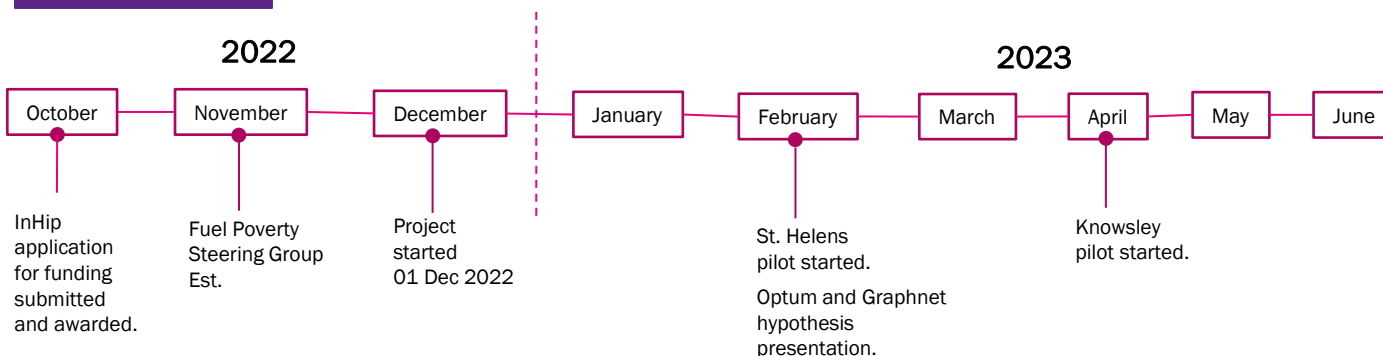 2022
2023
October
November
December
January
February
March
April
May
June
InHip
application
for funding
submitted
and awarded.
Fuel Poverty
Steering Group
Est.
Project
started
01 Dec 2022
St. Helens
pilot started.
Optum and Graphnet
hypothesis
presentation.
Knowsley
pilot started.